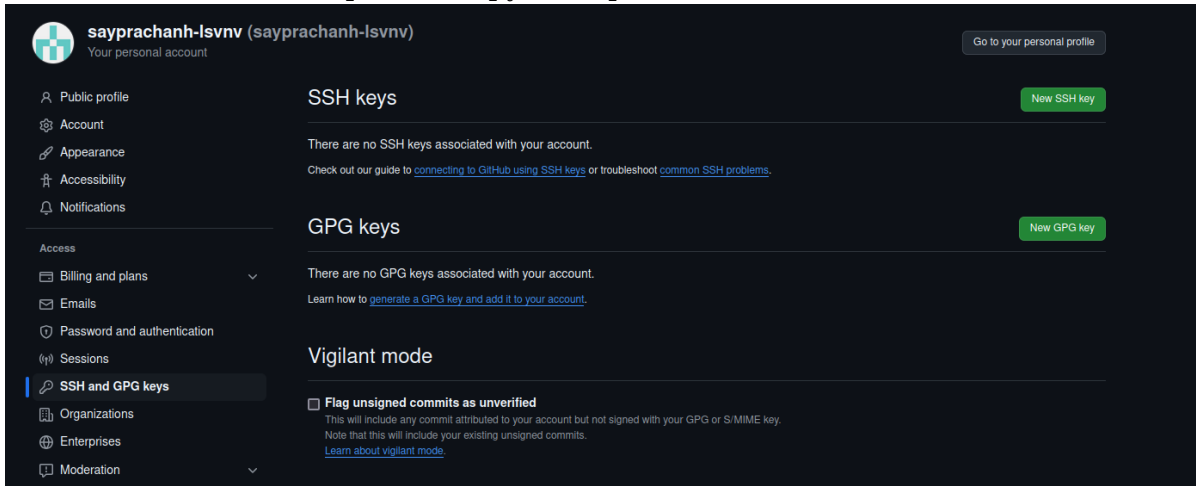 sayprachanh-lsvnv (sayprachanh-lsvnv)
Your personal account
Go to your personal profile
Public profile
Account
Appearance
Accessibility
Notifications
Access
Billing and plans
Emails
Password and authentication
Sessions
SSH and GPG keys
Organizations
Enterprises
Moderation
SSH keys
New SSH key
There are no SSH keys associated with your account.
Check out our guide to connecting to GitHub using SSH keys or troubleshoot common SSH problems.
GPG keys
New GPG key
There are no GPG keys associated with your account.
Learn how to generate a GPG key and add it to your account.
Vigilant mode
Flag unsigned commits as unverified
This will include any commit attributed to your account but not signed with your GPG or S/MIME key.
Note that this will include your existing unsigned commits.
Learn about vigilant mode.